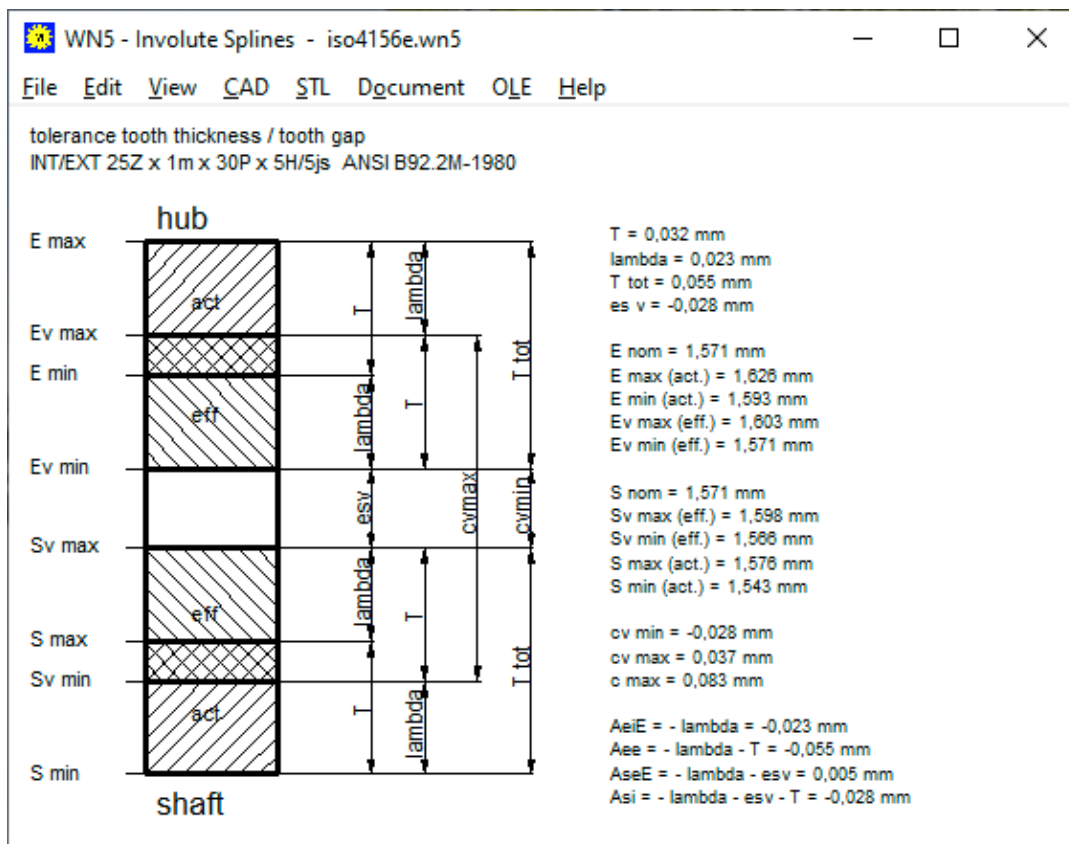 WN5 - Involute Splines - iso4156e.wn5
File Edit View CAD STL Document OLE Help
tolerance tooth thickness / tooth gap
INT/EXT 25Z x 1m x 30P x 5H/5js ANSI B92.2M-1980
hub
E max
Ev max
E min
Ev min
Sv max
S max
Sv min
S min
shaft
act
eff
eff
act
T
lambda
esv
lambda
T
lambda
T
T
lambda
cvmax
T tot
cvmin
T tot
T = 0,032 mm
lambda = 0,023 mm
T tot = 0,055 mm
es v = -0,028 mm
E nom = 1,571 mm
E max (act.) = 1,626 mm
E min (act.) = 1,593 mm
Ev max (eff.) = 1,603 mm
Ev min (eff.) = 1,571 mm
S nom = 1,571 mm
Sv max (eff.) = 1,598 mm
Sv min (eff.) = 1,566 mm
S max (act.) = 1,576 mm
S min (act.) = 1,543 mm
cv min = -0,028 mm
cv max = 0,037 mm
c max = 0,083 mm
AeiE = - lambda = -0,023 mm
Aee = - lambda - T = -0,055 mm
AseE = - lambda - esv = 0,005 mm
Asi = - lambda - esv - T = -0,028 mm